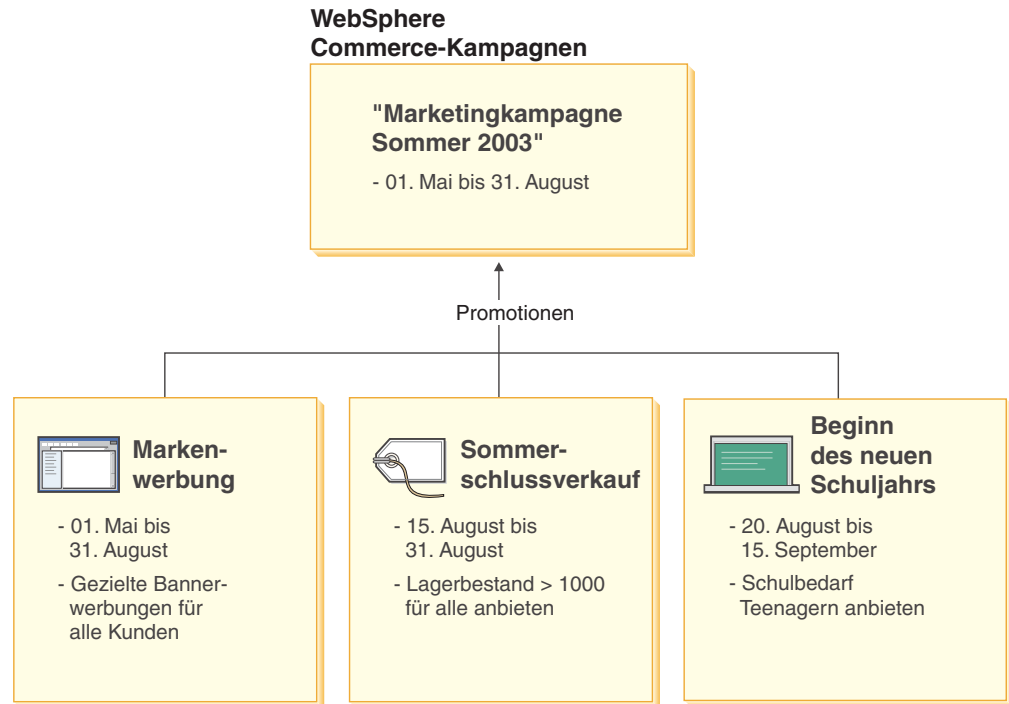 WebSphere
Commerce-Kampagnen
"Marketingkampagne
Sommer 2003"
- 01. Mai bis 31. August
Promotionen
Marken-
werbung
- 01. Mai bis
31. August
- Gezielte Banner-
werbungen für
alle Kunden
Sommer-
schlussverkauf
- 15. August bis
31. August
- Lagerbestand > 1000
für alle anbieten
Beginn
des neuen
Schuljahrs
- 20. August bis
15. September
- Schulbedarf
Teenagern anbieten